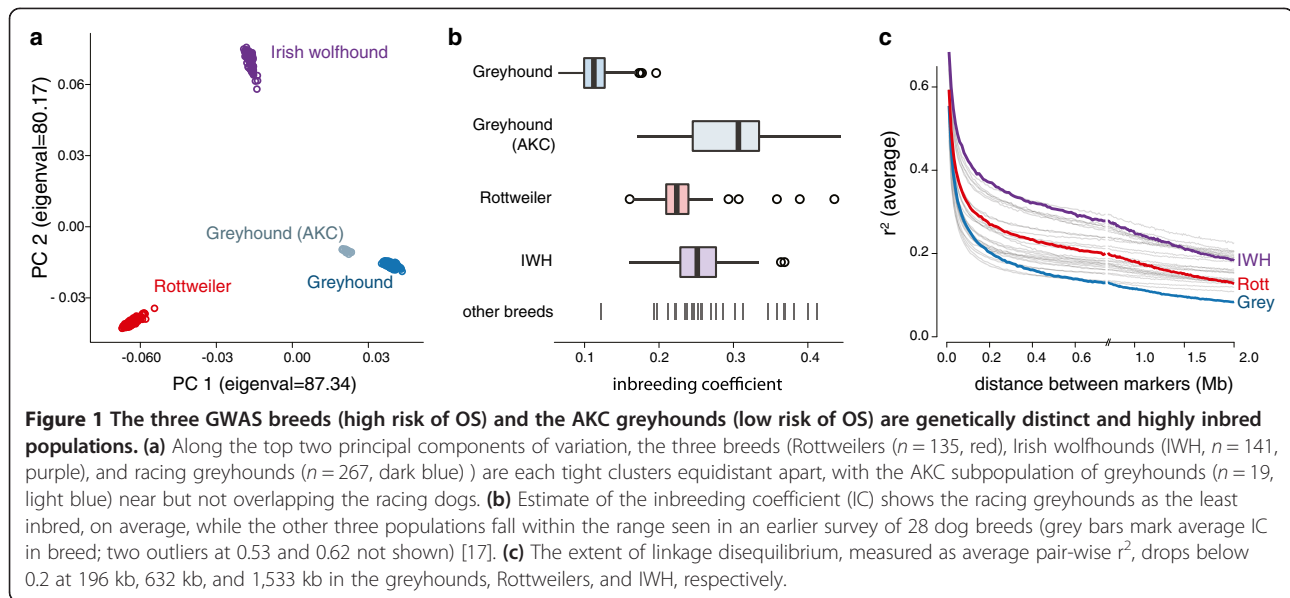 a
Irish wolfhound
0.06
0.03
0.00
- 0.03
PC 2 (eigenval=80.17)
Greyhound (AKC)
Greyhound
Rottweiler
-0.060
-0.03
0.00
0.03
PC 1 (eigenval=87.34)
b
Greyhound
Greyhound
(AKC)
Rottweiler
IWH
other breeds
0.1
0.2
0.3
0.4
inbreeding coefficient
c
0.6
0.4
0.2
0.0
r² (average)
IWH
Rott
Grey
0.0
0.2
0.4
0.6
//
1.0
1.5
2.0
distance between markers (Mb)
Figure 1 The three GWAS breeds (high risk of OS) and the AKC greyhounds (low risk of OS) are genetically distinct and highly inbred
populations. (a) Along the top two principal components of variation, the three breeds (Rottweilers (n = 135, red), Irish wolfhounds (IWH, n = 141,
purple), and racing greyhounds (n = 267, dark blue) ) are each tight clusters equidistant apart, with the AKC subpopulation of greyhounds (n = 19,
light blue) near but not overlapping the racing dogs. (b) Estimate of the inbreeding coefficient (IC) shows the racing greyhounds as the least
inbred, on average, while the other three populations fall within the range seen in an earlier survey of 28 dog breeds (grey bars mark average IC
in breed; two outliers at 0.53 and 0.62 not shown) [17]. (c) The extent of linkage disequilibrium, measured as average pair-wise r², drops below
0.2 at 196 kb, 632 kb, and 1,533 kb in the greyhounds, Rottweilers, and IWH, respectively.